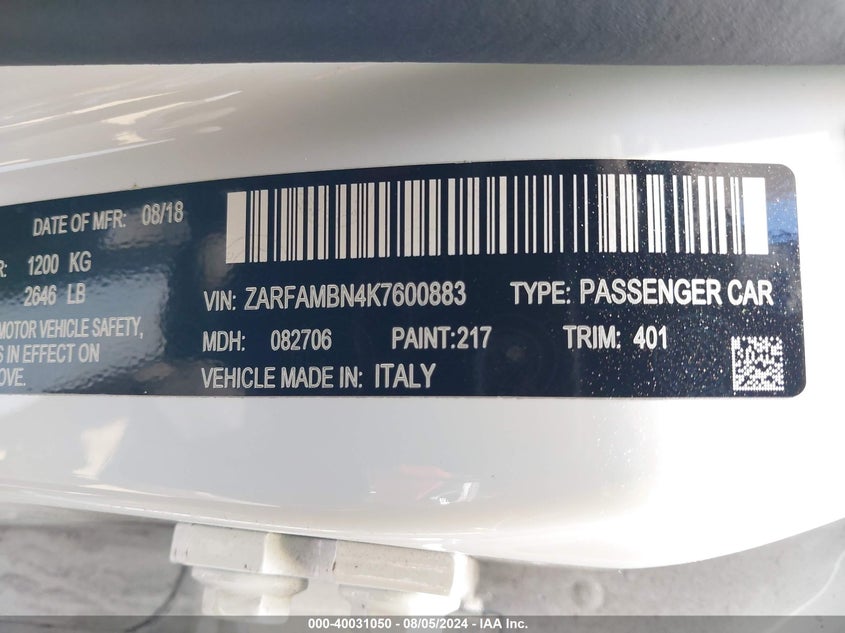 DATE OF MFR: 08/18
R: 1200 KG
2646 LB
MOTOR VEHICLE SAFETY,
S IN EFFECT ON
OVE.
VIN: ZARFAMBN4K7600883 TYPE: PASSENGER CAR
MDH: 082706 PAINT:217 TRIM: 401
VEHICLE MADE IN: ITALY
000-40031050 - 08/05/2024 - IAA Inc.